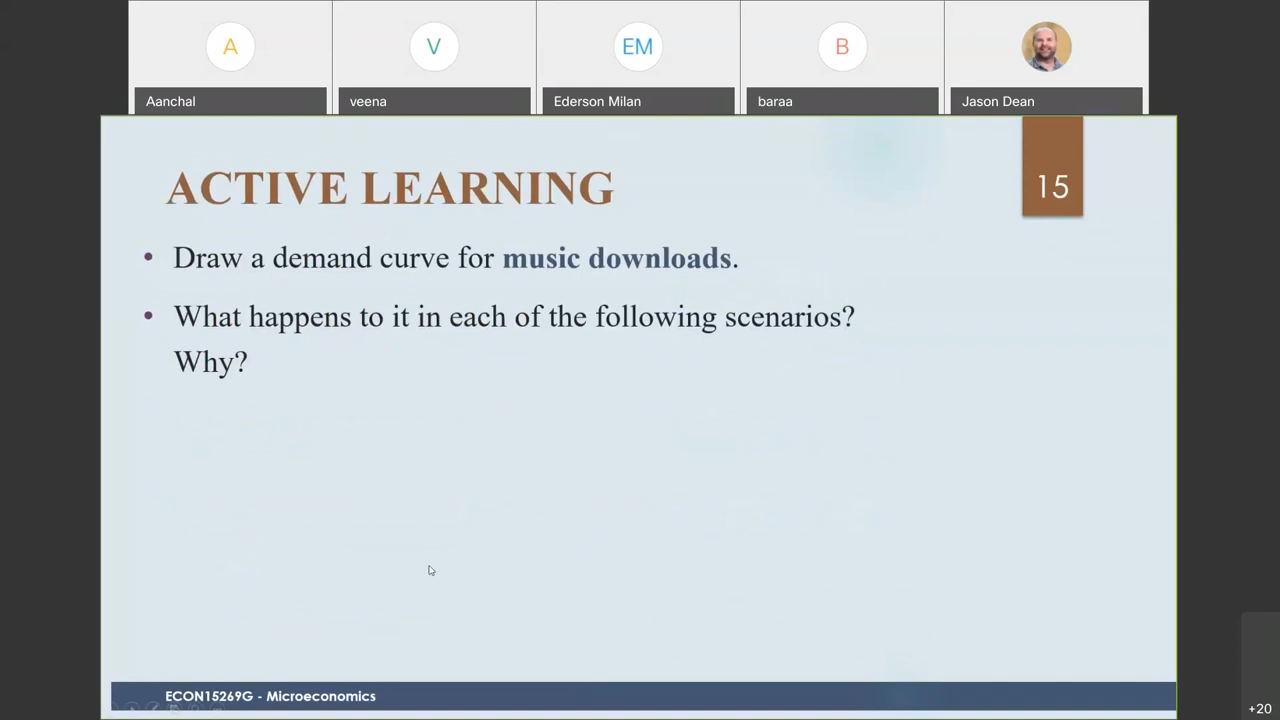 A
V
EM
B
Aanchal
veena
Ederson Milan
baraa
Jason Dean
ACTIVE LEARNING
15
• Draw a demand curve for music downloads.
• What happens to it in each of the following scenarios?
Why?
ECON15269G - Microeconomics
+20